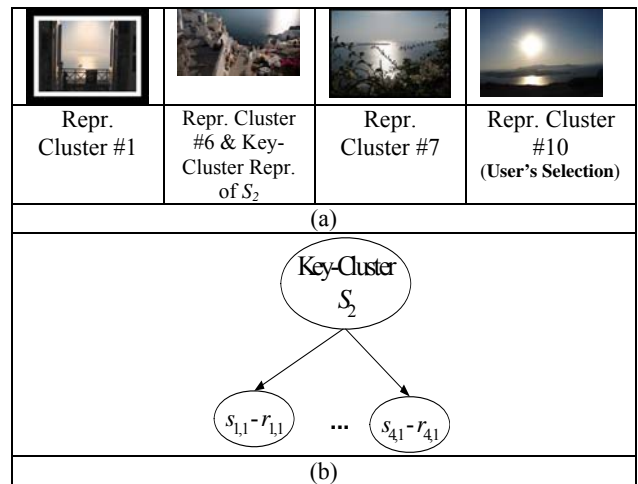 Repr.
Cluster #1
Repr. Cluster
#6 & Key-
Cluster Repr.
of S2
Repr.
Cluster #7
Repr. Cluster
#10
(User's Selection)
(a)
Key-Cluster
S2
s1,1 - r1,1 ... s4,1 - r4,1
(b)